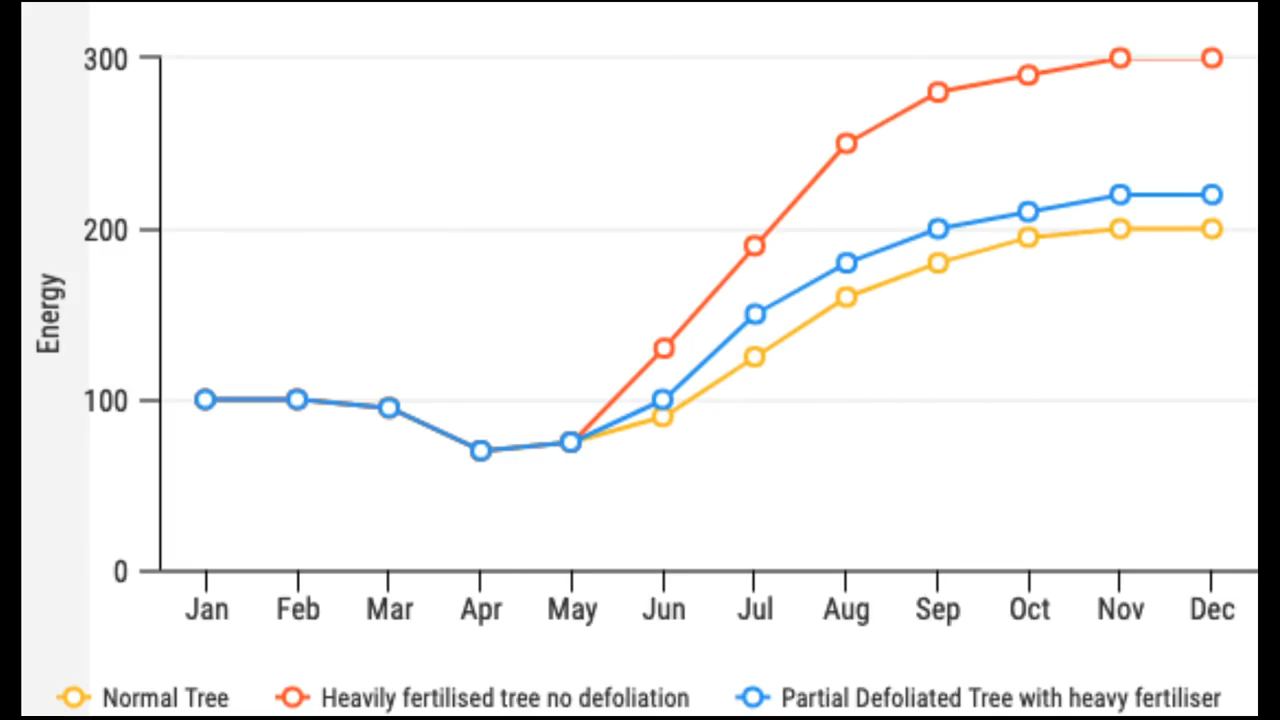 300
200
100
0
Energy
Jan Feb Mar Apr May Jun Jul Aug Sep Oct Nov Dec
Normal Tree Heavily fertilised tree no defoliation Partial Defoliated Tree with heavy fertiliser